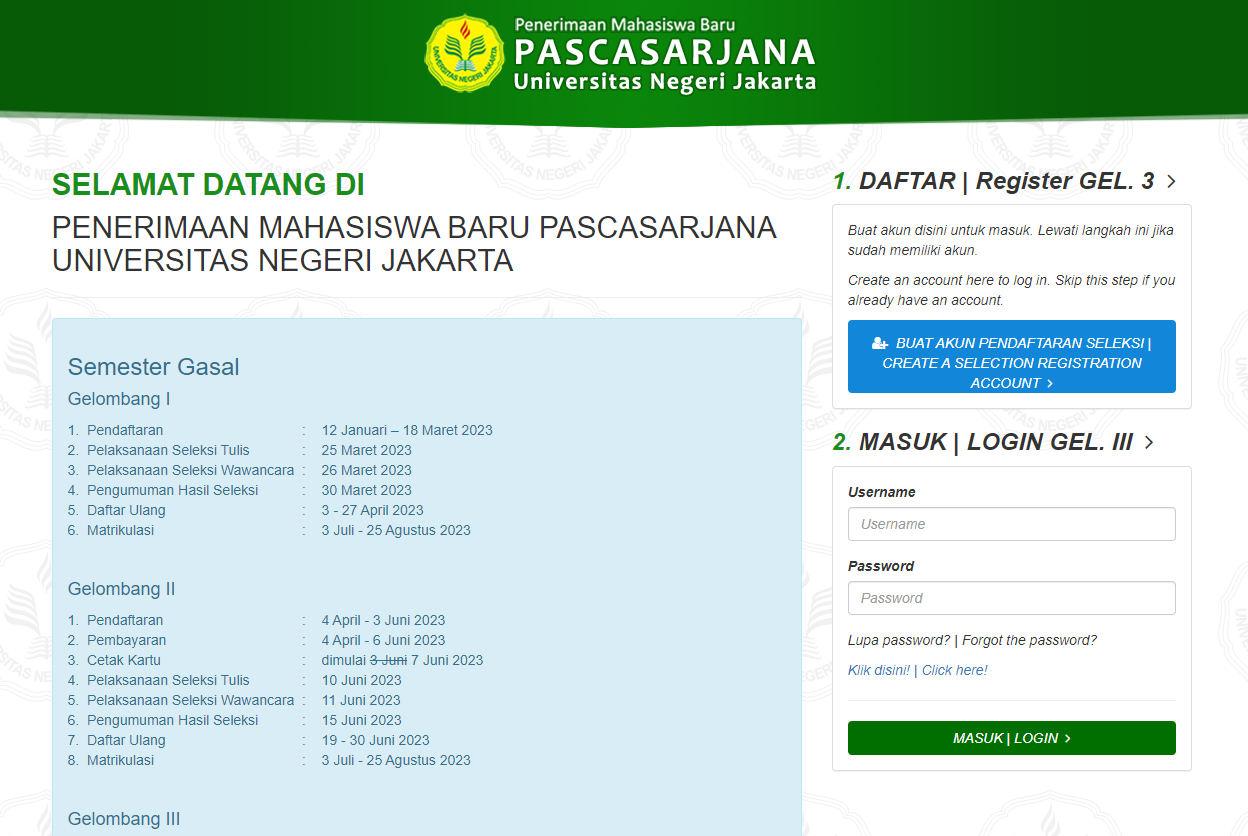 UNIVERSITAS NEGERI JAKARTA
Penerimaan Mahasiswa Baru
PASCASARJANA
Universitas Negeri Jakarta
SELAMAT DATANG DI
PENERIMAAN MAHASISWA BARU PASCASARJANA
UNIVERSITAS NEGERI JAKARTA
Semester Gasal
Gelombang I
1. Pendaftaran : 12 Januari – 18 Maret 2023
2. Pelaksanaan Seleksi Tulis : 25 Maret 2023
3. Pelaksanaan Seleksi Wawancara : 26 Maret 2023
4. Pengumuman Hasil Seleksi : 30 Maret 2023
5. Daftar Ulang : 3 - 27 April 2023
6. Matrikulasi : 3 Juli - 25 Agustus 2023
Gelombang II
1. Pendaftaran : 4 April - 3 Juni 2023
2. Pembayaran : 4 April - 6 Juni 2023
3. Cetak Kartu : dimulai 3 Juni 7 Juni 2023
4. Pelaksanaan Seleksi Tulis : 10 Juni 2023
5. Pelaksanaan Seleksi Wawancara : 11 Juni 2023
6. Pengumuman Hasil Seleksi : 15 Juni 2023
7. Daftar Ulang : 19 - 30 Juni 2023
8. Matrikulasi : 3 Juli - 25 Agustus 2023
Gelombang III
1. DAFTAR | Register GEL. 3 >
Buat akun disini untuk masuk. Lewati langkah ini jika
sudah memiliki akun.
Create an account here to log in. Skip this step if you
already have an account.
BUAT AKUN PENDAFTARAN SELEKSI |
CREATE A SELECTION REGISTRATION
ACCOUNT >
2. MASUK | LOGIN GEL. III >
Username
Username
Password
Password
Lupa password? | Forgot the password?
Klik disini! | Click here!
MASUK | LOGIN >